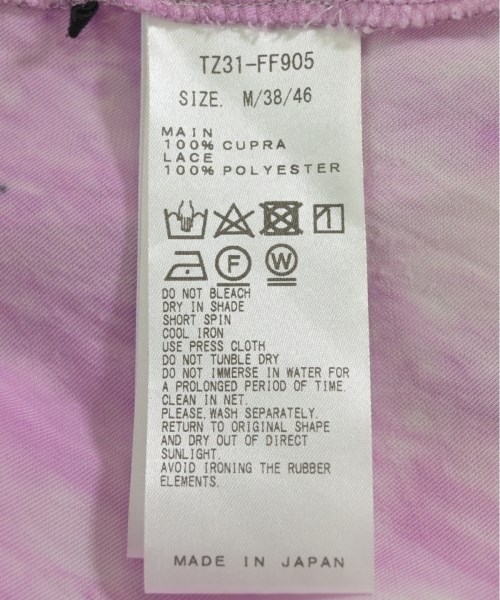 TZ31-FF905
SIZE. M/38/46
MAIN
100% CUPRA
LACE
100% POLYESTER
F W
DO NOT BLEACH
DRY IN SHADE
SHORT SPIN
COOL IRON
USE PRESS CLOTH
DO NOT TUNBLE DRY
DO NOT IMMERSE IN WATER FOR
A PROLONGED PERIOD OF TIME.
CLEAN IN NET.
PLEASE,WASH SEPARATELY.
RETURN TO ORIGINAL SHAPE
AND DRY OUT OF DIRECT
SUNLIGHT.
AVOID IRONING THE RUBBER
ELEMENTS.
MADE IN JAPAN